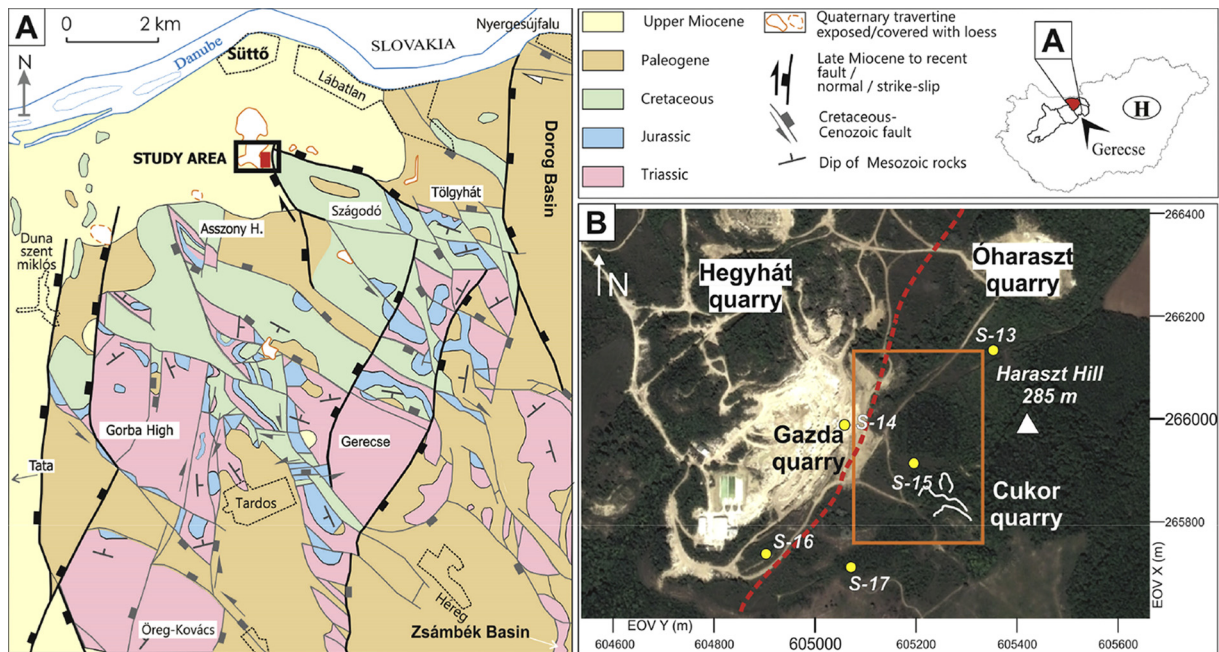 A
0 2 km
N
Danube
Süttő
SLOVAKIA
Nyergesújfalu
Lábatlan
STUDY AREA
Dorog Basin
Tölgyhát
Szágodó
Asszony H.
Duna
szent
miklós
Gorba High
Gerecse
Tata
Tardos
Héreg
Öreg-Kovács
Zsámbék Basin
Upper Miocene
Paleogene
Cretaceous
Jurassic
Triassic
Quaternary travertine
exposed/covered with loess
Late Miocene to recent
fault /
normal / strike-slip
Cretaceous-
Cenozoic fault
Dip of Mesozoic rocks
A
H
Gerecse
B
N
Hegyhát
quarry
Óharaszt
quarry
S-13
Haraszt Hill
285 m
S-14
Gazda
quarry
S-15
Cukor
quarry
S-16
S-17
266400
266200
266000
265800
EOV X (m)
EOV Y (m)
604600 604800 605000 605200 605400 605600